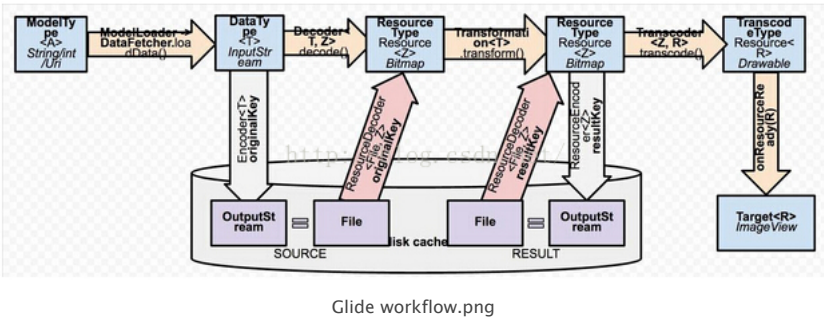 ModelTy
pe
<A>
String/int
/Uri
ModelLoader ->
DataFetcher.loa
dData()
DataTy
pe
<T>
InputStr
eam
Decoder<
T, Z>
decode()
Resource
Type
Resource
<Z>
Bitmap
Transformati
on<T>
.transform()
Resource
Type
Resource
<Z>
Bitmap
Transcoder
<Z, R>
transcode()
Transco
deType
Resource<
R>
Drawable
Encoder<T>
originalKey
ResourceDecoder
<File, Z>
originalKey
ResourceDecoder
<File, Z>
resultKey
ResourceEncod
er<Z>
resultKey
onResourceRe
ady(R)
OutputSt
ream
=
File
File
=
OutputSt
ream
Target<R>
ImageView
SOURCE
disk cache
RESULT
Glide workflow.png